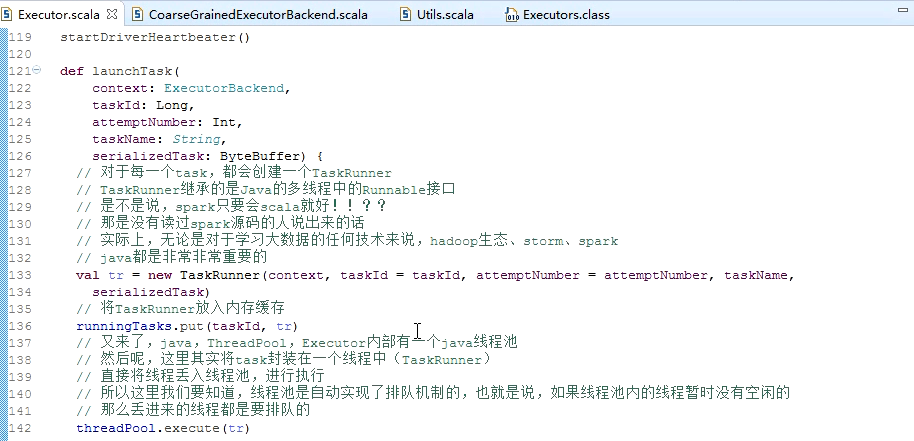 Executor.scala CoarseGrainedExecutorBackend.scala Utils.scala Executors.class
119 startDriverHeartbeater()
120
121 def launchTask(
122 context: ExecutorBackend,
123 taskId: Long,
124 attemptNumber: Int,
125 taskName: String,
126 serializedTask: ByteBuffer) {
127 // 对于每一个task，都会创建一个TaskRunner
128 // TaskRunner继承的是Java的多线程中的Runnable接口
129 // 是不是说，spark只要会scala就好！！？？
130 // 那是没有读过spark源码的人说出来的话
131 // 实际上，无论是对于学习大数据的任何技术来说，hadoop生态、storm、spark
132 // java都是非常非常重要的
133 val tr = new TaskRunner(context, taskId = taskId, attemptNumber = attemptNumber, taskName,
134 serializedTask)
135 // 将TaskRunner放入内存缓存
136 runningTasks.put(taskId, tr)
137 // 又来了，java，ThreadPool，Executor内部有一个java线程池
138 // 然后呢，这里其实将task封装在一个线程中（TaskRunner）
139 // 直接将线程丢入线程池，进行执行
140 // 所以这里我们要知道，线程池是自动实现了排队机制的，也就是说，如果线程池内的线程暂时没有空闲的
141 // 那么丢进来的线程都是要排队的
142 threadPool.execute(tr)